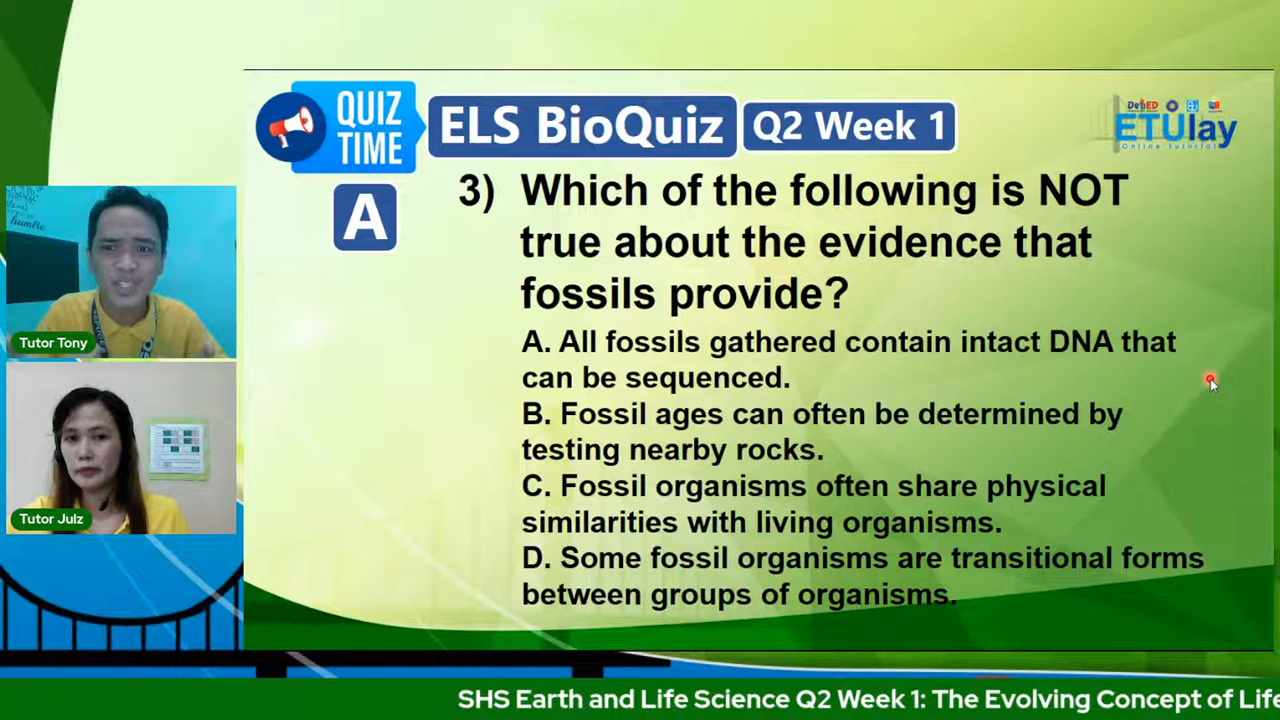 QUIZ
TIME
ELS BioQuiz
Q2 Week 1
DepED
ETUlay
Online Tutorial
A
3) Which of the following is NOT
true about the evidence that
fossils provide?
A. All fossils gathered contain intact DNA that
can be sequenced.
B. Fossil ages can often be determined by
testing nearby rocks.
C. Fossil organisms often share physical
similarities with living organisms.
D. Some fossil organisms are transitional forms
between groups of organisms.
humble
Tutor Tony
Tutor Julz
SHS Earth and Life Science Q2 Week 1: The Evolving Concept of Life